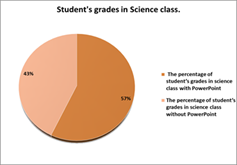 Student's grades in Science class.
43%
57%
The percentage of
student's grades in science
class with PowerPoint
The percentage of student's
grades in science class
without PowerPoint